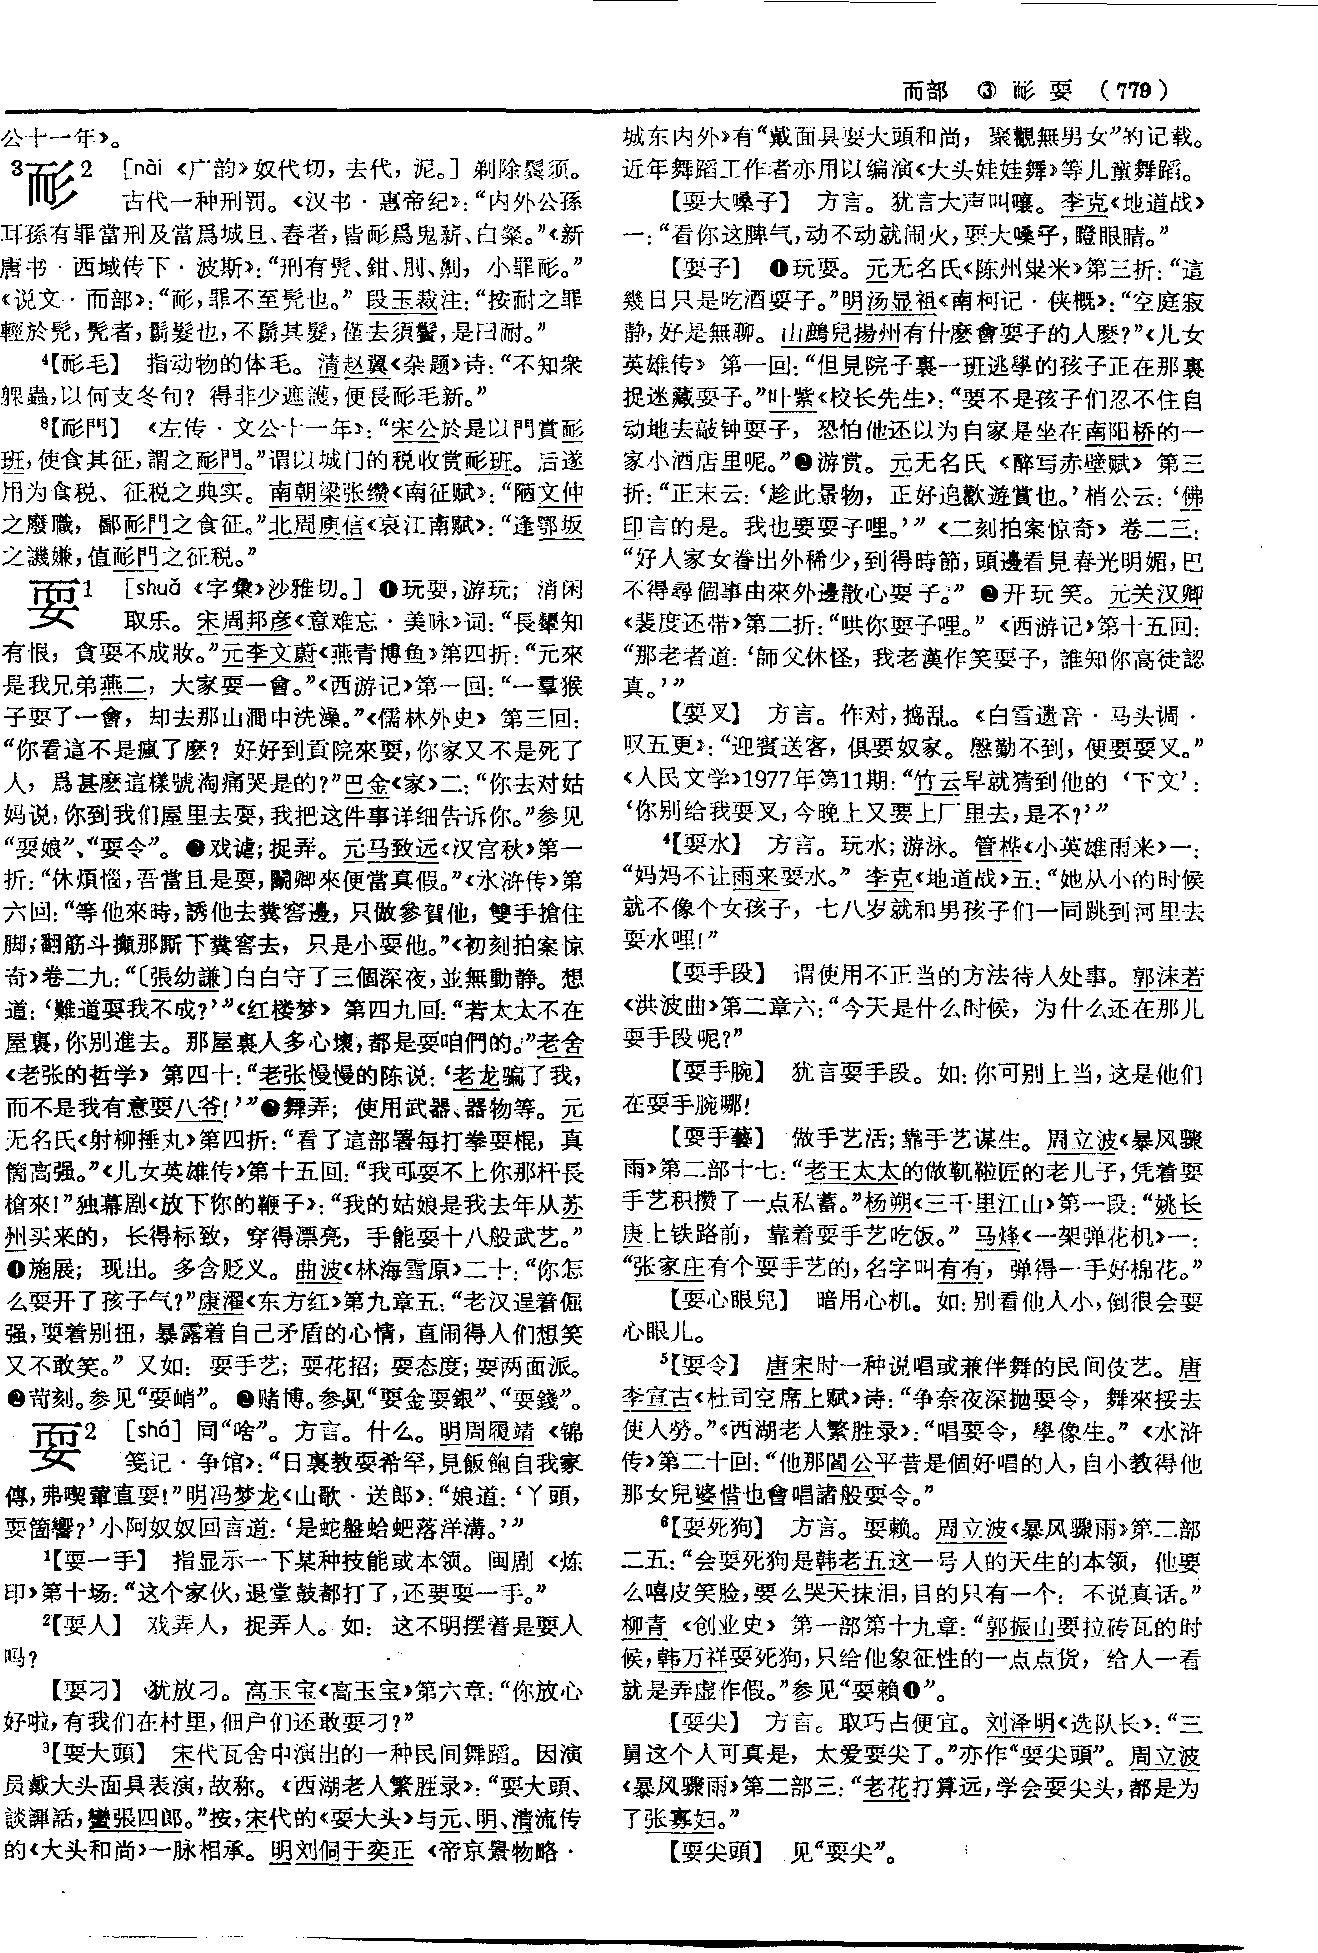 而部 ③ 耏 耍 (779)
公十一年》。
3耏2 [nài 《广韵》奴代切，去代，泥。] 剃除鬓须。
古代一种刑罚。《汉书·惠帝纪》：“内外公孫
耳孫有罪當刑及當爲城旦、舂者，皆耏爲鬼薪、白粲。”《新
唐书·西域传下·波斯》：“刑有髡、鉗、刖、劓，小罪耏。”
《说文·而部》：“耏，罪不至髡也。”段玉裁注：“按耐之罪
輕於髡，髡者，鬄髮也，不鬄其髮，僅去須鬢，是曰耐。”
4【耏毛】 指动物的体毛。清赵翼《杂题》诗：“不知衆
躶蟲，以何支冬旬？得非少遮護，便長耏毛新。”
8【耏門】 《左传·文公十一年》：“宋公於是以門賞耏
班，使食其征，謂之耏門。”谓以城门的税收赏耏班。后遂
用为食税、征税之典实。南朝梁张缵《南征赋》：“陋文仲
之廢職，鄙耏門之食征。”北周庾信《哀江南赋》：“逢鄂坂
之譏嫌，值耏門之征税。”
耍1 [shuǎ 《字彙》沙雅切。] ❶玩耍，游玩；消闲
取乐。宋周邦彦《意难忘·美咏》词：“長顰知
有恨，貪耍不成妝。”元李文蔚《燕青博鱼》第四折：“元來
是我兄弟燕二，大家耍一會。”《西游记》第一回：“一羣猴
子耍了一會，却去那山澗中洗澡。”《儒林外史》第三回：
“你看這不是瘋了麽？好好到貢院來耍，你家又不是死了
人，爲甚麽這樣號淘痛哭是的？”巴金《家》二：“你去对姑
妈说，你到我们屋里去耍，我把这件事详细告诉你。”参见
“耍娘”、“耍令”。❷戏谑；捉弄。元马致远《汉宫秋》第一
折：“休煩惱，吾當且是耍，鬭卿來便當真假。”《水浒传》第
六回：“等他來時，誘他去糞窖邊，只做參賀他，雙手搶住
脚，翻筋斗攧那厮下糞窖去，只是小耍他。”《初刻拍案惊
奇》卷二九：“〔張幼謙〕白白守了三個深夜，並無動静。想
道：‘難道耍我不成？’”《红楼梦》第四九回：“若太太不在
屋裏，你别進去。那屋裏人多心壞，都是耍咱們的。”老舍
《老张的哲学》第四十：“老张慢慢的陈说：‘老龙骗了我，
而不是我有意耍八爷！’”❸舞弄；使用武器、器物等。元
无名氏《射柳捶丸》第四折：“看了這部署每打拳耍棍，真
箇高强。”《儿女英雄传》第十五回：“我可耍不上你那杆長
槍來！”独幕剧《放下你的鞭子》：“我的姑娘是我去年从苏
州买来的，长得标致，穿得漂亮，手能耍十八般武艺。”
❹施展；现出。多含贬义。曲波《林海雪原》二十：“你怎
么耍开了孩子气？”康濯《东方红》第九章五：“老汉逞着倔
强，耍着别扭，暴露着自己矛盾的心情，直闹得人们想笑
又不敢笑。”又如：耍手艺；耍花招；耍态度；耍两面派。
❺苛刻。参见“耍峭”。❻赌博。参见“耍金耍銀”、“耍錢”。
耍2 [shá] 同“啥”。方言。什么。明周履靖《锦
笺记·争馆》：“日裏教耍希罕，見飯飽自我家
傳，弗喫葷直耍！”明冯梦龙《山歌·送郎》：“娘道：‘丫頭，
耍箇響？’小阿奴奴回言道：‘是蛇盤蛤蚆落洋溝。’”
1【耍一手】 指显示一下某种技能或本领。闽剧《炼
印》第十场：“这个家伙，退堂鼓都打了，还要耍一手。”
2【耍人】 戏弄人，捉弄人。如：这不明摆着是耍人
吗？
【耍刁】 犹放刁。高玉宝《高玉宝》第六章：“你放心
好啦，有我们在村里，佃户们还敢耍刁？”
3【耍大頭】 宋代瓦舍中演出的一种民间舞蹈。因演
员戴大头面具表演，故称。《西湖老人繁胜录》：“耍大頭、
談諢話，蠻張四郎。”按，宋代的《耍大头》与元、明、清流传
的《大头和尚》一脉相承。明刘侗于奕正《帝京景物略·
城东内外》有“戴面具耍大頭和尚，聚觀無男女”的记载。
近年舞蹈工作者亦用以编演《大头娃娃舞》等儿童舞蹈。
【耍大嗓子】 方言。犹言大声叫嚷。李克《地道战》
一：“看你这脾气，动不动就闹火，耍大嗓子，瞪眼睛。”
【耍子】 ❶玩耍。元无名氏《陈州粜米》第三折：“這
幾日只是吃酒耍子。”明汤显祖《南柯记·侠概》：“空庭寂
静，好是無聊。山鷓兒揚州有什麽會耍子的人麽？”《儿女
英雄传》第一回：“但見院子裏一班逃學的孩子正在那裏
捉迷藏耍子。”叶紫《校长先生》：“要不是孩子们忍不住自
动地去敲钟耍子，恐怕他还以为自家是坐在南阳桥的一
家小酒店里呢。”❷游赏。元无名氏《醉写赤壁赋》第三
折：“正末云：‘趁此景物，正好追歡遊賞也。’梢公云：‘佛
印言的是。我也要耍子哩。’”《二刻拍案惊奇》卷二三：
“好人家女眷出外稀少，到得時節，頭邊看見春光明媚，巴
不得尋個事由來外邊散心耍子。”❸开玩笑。元关汉卿
《裴度还带》第二折：“哄你耍子哩。”《西游记》第十五回：
“那老者道：‘師父休怪，我老漢作笑耍子，誰知你高徒認
真。’”
【耍叉】 方言。作对，捣乱。《白雪遗音·马头调·
叹五更》：“迎賓送客，俱要奴家。慇勤不到，便要耍叉。”
《人民文学》1977年第11期：“竹云早就猜到他的‘下文’：
‘你别给我耍叉，今晚上又要上厂里去，是不？’”
4【耍水】 方言。玩水；游泳。管桦《小英雄雨来》一：
“妈妈不让雨来耍水。”李克《地道战》五：“她从小的时候
就不像个女孩子，七八岁就和男孩子们一同跳到河里去
耍水哩！”
【耍手段】 谓使用不正当的方法待人处事。郭沫若
《洪波曲》第二章六：“今天是什么时候，为什么还在那儿
耍手段呢？”
【耍手腕】 犹言耍手段。如：你可别上当，这是他们
在耍手腕哪！
【耍手藝】 做手艺活；靠手艺谋生。周立波《暴风骤
雨》第二部十七：“老王太太的做靰鞡匠的老儿子，凭着耍
手艺积攒了一点私蓄。”杨朔《三千里江山》第一段：“姚长
庚上铁路前，靠着耍手艺吃饭。”马烽《一架弹花机》一：
“张家庄有个耍手艺的，名字叫有有，弹得一手好棉花。”
【耍心眼兒】 暗用心机。如：别看他人小，倒很会耍
心眼儿。
5【耍令】 唐宋时一种说唱或兼伴舞的民间伎艺。唐
李宣古《杜司空席上赋》诗：“争奈夜深抛耍令，舞來挼去
使人勞。”《西湖老人繁胜录》：“唱耍令，學像生。”《水浒
传》第二十回：“他那閻公平昔是個好唱的人，自小教得他
那女兒婆惜也會唱諸般耍令。”
6【耍死狗】 方言。耍赖。周立波《暴风骤雨》第二部
二五：“会耍死狗是韩老五这一号人的天生的本领，他要
么嘻皮笑脸，要么哭天抹泪，目的只有一个：不说真话。”
柳青《创业史》第一部第十九章：“郭振山要拉砖瓦的时
候，韩万祥耍死狗，只给他象征性的一点点货，给人一看
就是弄虚作假。”参见“耍賴❶”。
【耍尖】 方言。取巧占便宜。刘泽明《选队长》：“三
舅这个人可真是，太爱耍尖了。”亦作“耍尖頭”。周立波
《暴风骤雨》第二部三：“老花打算远，学会耍尖头，都是为
了张寡妇。”
【耍尖頭】 见“耍尖”。